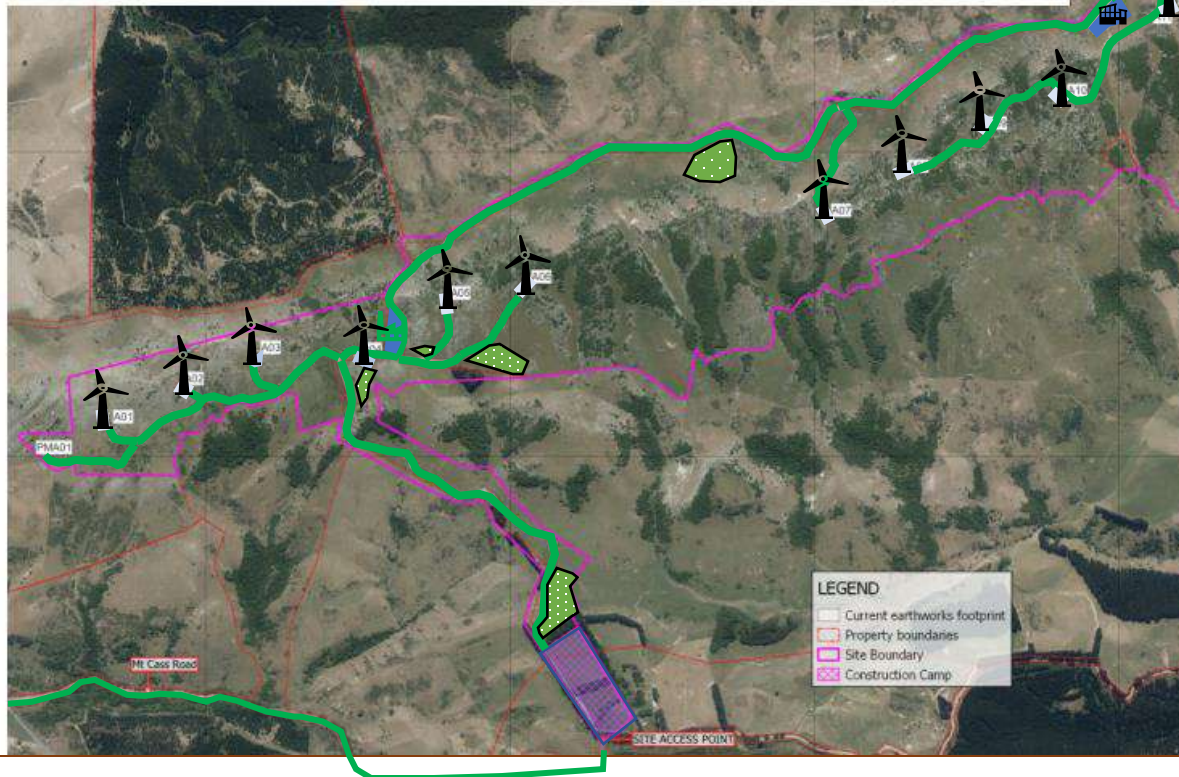 A10
A07
A06
A05
A03
A01
PMA01
LEGEND
Current earthworks footprint
Property boundaries
Site Boundary
Construction Camp
Mt Cass Road
SITE ACCESS POINT